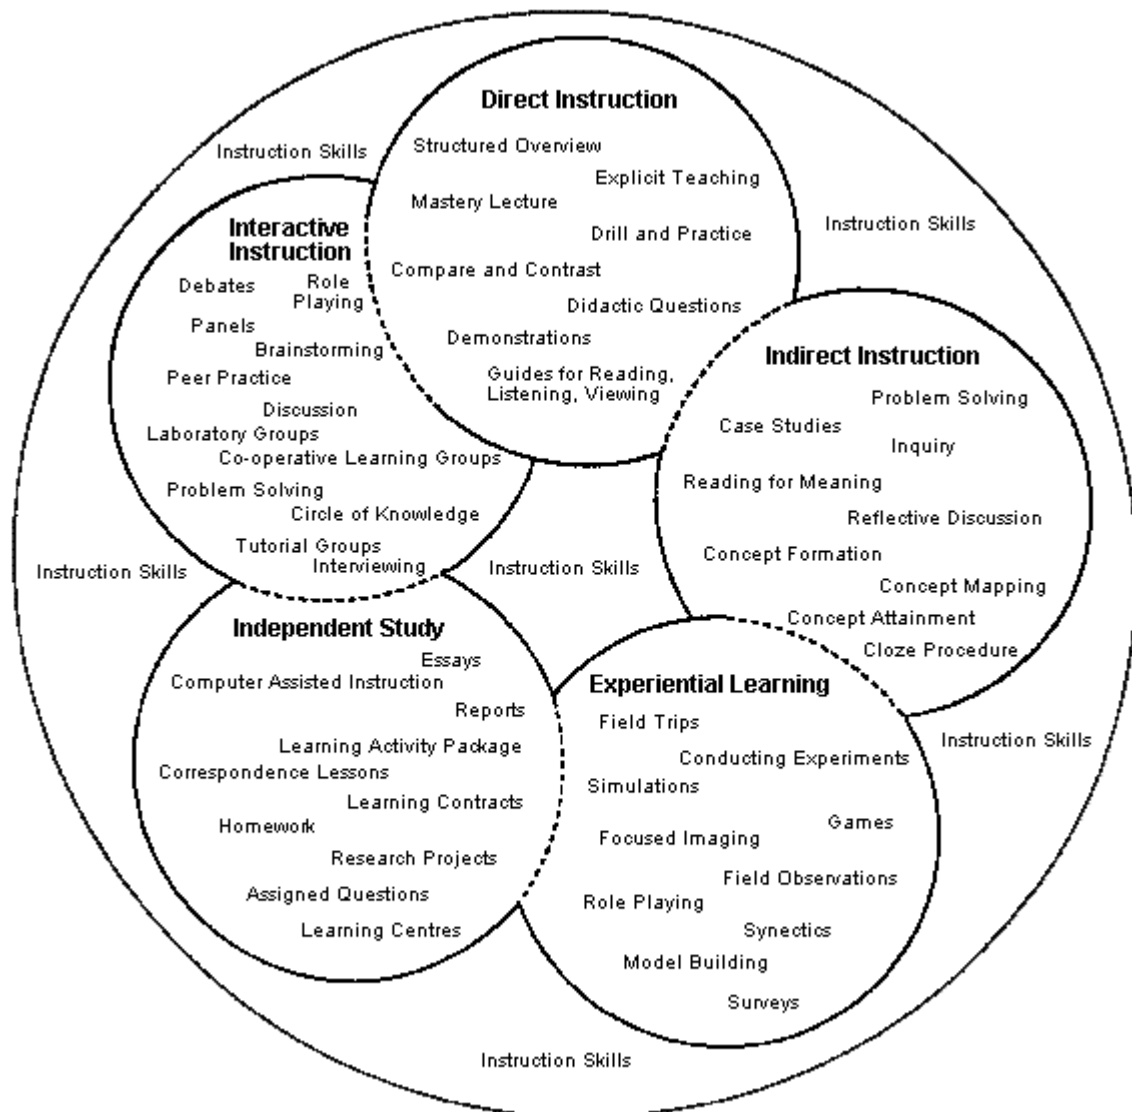 Direct Instruction
Structured Overview
Explicit Teaching
Mastery Lecture
Drill and Practice
Compare and Contrast
Didactic Questions
Demonstrations
Guides for Reading,
Listening, Viewing
Instruction Skills
Instruction Skills
Interactive
Instruction
Debates
Role
Playing
Panels
Brainstorming
Peer Practice
Discussion
Laboratory Groups
Co-operative Learning Groups
Problem Solving
Circle of Knowledge
Tutorial Groups
Interviewing
Indirect Instruction
Problem Solving
Case Studies
Inquiry
Reading for Meaning
Reflective Discussion
Concept Formation
Concept Mapping
Concept Attainment
Cloze Procedure
Instruction Skills
Instruction Skills
Independent Study
Essays
Computer Assisted Instruction
Reports
Learning Activity Package
Correspondence Lessons
Learning Contracts
Homework
Research Projects
Assigned Questions
Learning Centres
Experiential Learning
Field Trips
Conducting Experiments
Simulations
Games
Focused Imaging
Field Observations
Role Playing
Synectics
Model Building
Surveys
Instruction Skills
Instruction Skills